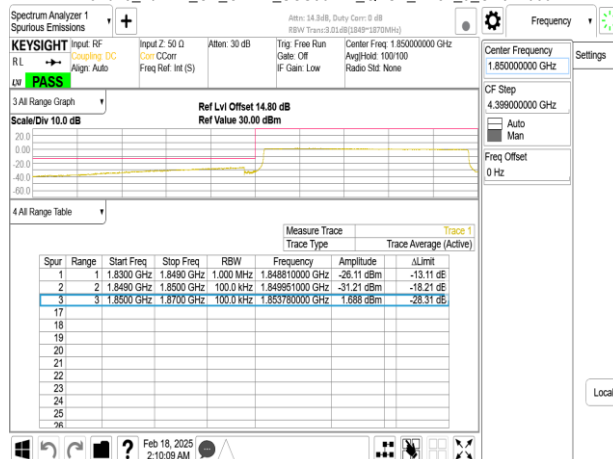 Spectrum Analyzer 1
Spurious Emissions
Attn: 14.3dB, Duty Corr: 0 dB
RBW Trans:3.01dB(1849~1870MHz)
Frequency
Settings
KEYSIGHT Input: RF
Coupling: DC
Align: Auto
RL
LXI PASS
Input Z: 50 Ω
Corr CCorr
Freq Ref: Int (S)
Atten: 30 dB
Trig: Free Run
Gate: Off
IF Gain: Low
Center Freq: 1.850000000 GHz
Avg|Hold: 100/100
Radio Std: None
Center Frequency
1.850000000 GHz
CF Step
4.399000000 GHz
Auto
Man
Freq Offset
0 Hz
Local
3 All Range Graph
Scale/Div 10.0 dB
Ref Lvl Offset 14.80 dB
Ref Value 30.00 dBm
20.0
0.00
-20.0
-40.0
-60.0
4 All Range Table
Measure Trace Trace 1
Trace Type Trace Average (Active)
Spur Range Start Freq Stop Freq RBW Frequency Amplitude ΔLimit
1 1 1.8300 GHz 1.8490 GHz 1.000 MHz 1.848810000 GHz -26.11 dBm -13.11 dB
2 2 1.8490 GHz 1.8500 GHz 100.0 kHz 1.849951000 GHz -31.21 dBm -18.21 dB
3 3 1.8500 GHz 1.8700 GHz 100.0 kHz 1.853780000 GHz 1.688 dBm -28.31 dB
17
18
19
20
21
22
23
24
25
26
?
Feb 18, 2025
2:10:09 AM